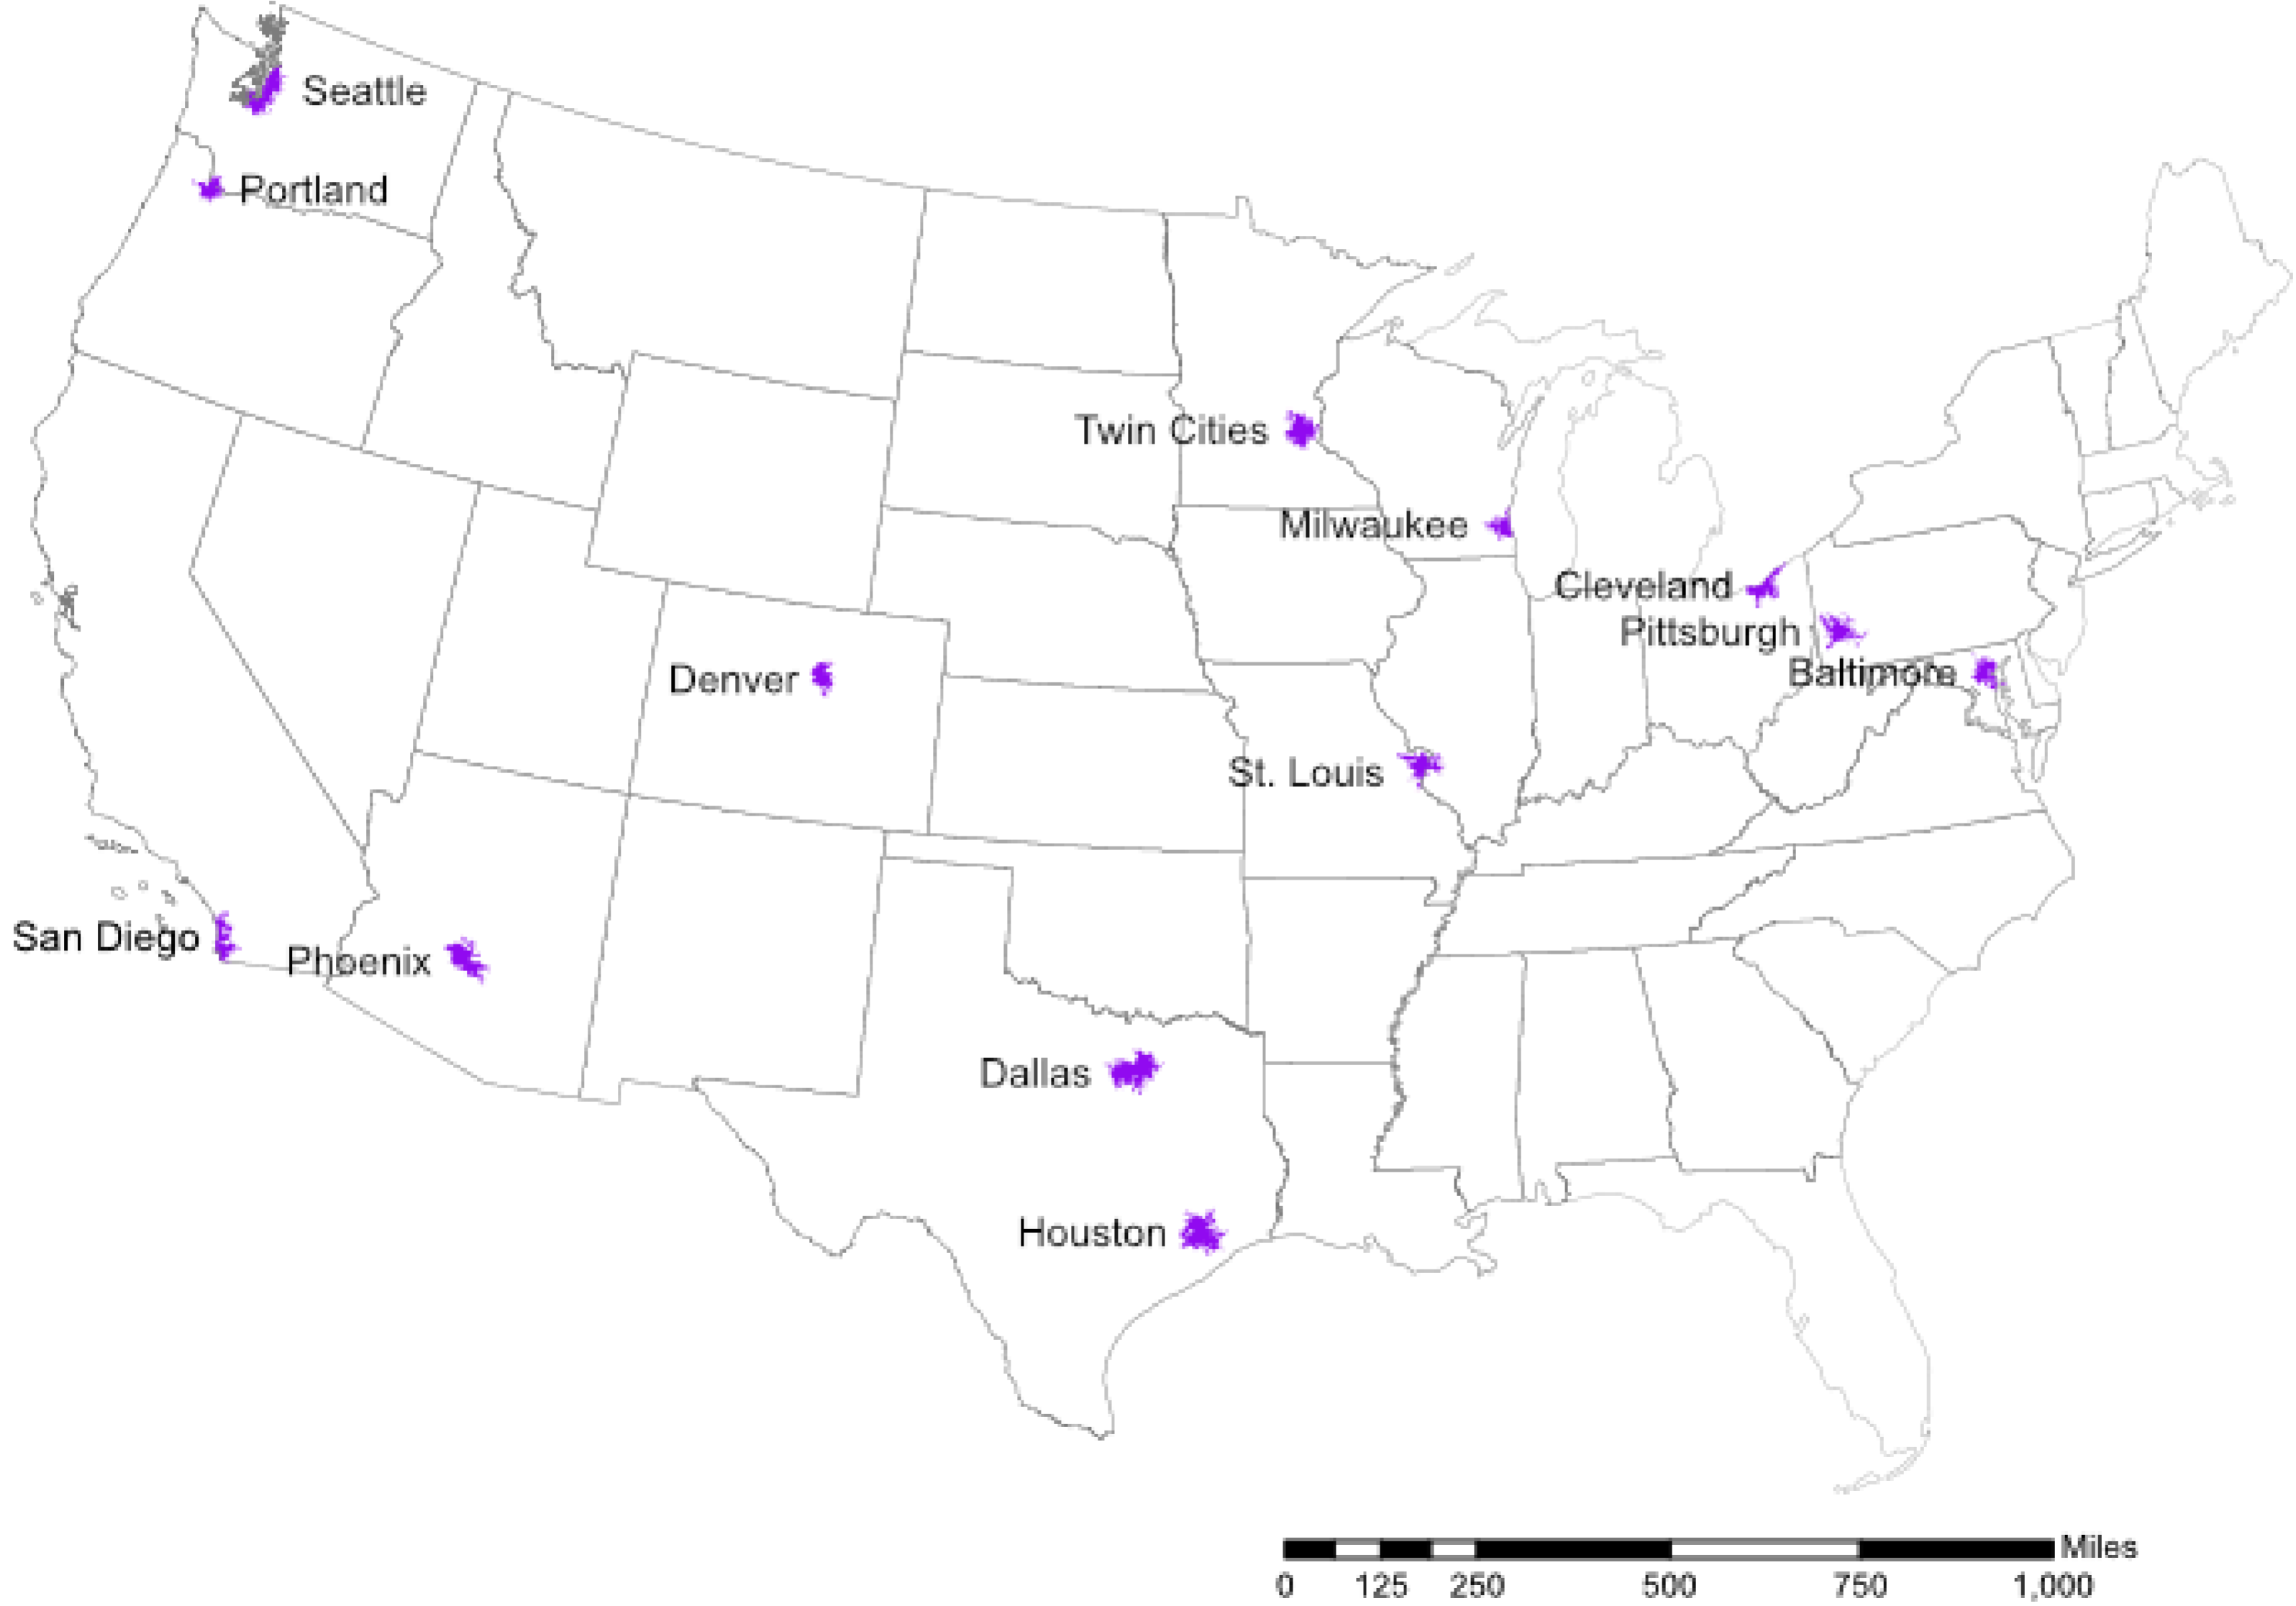 Seattle
Portland
Twin Cities
Milwaukee
Cleveland
Pittsburgh
Baltimore
Denver
St. Louis
San Diego
Phoenix
Dallas
Houston
Miles
0 125 250 500 750 1,000